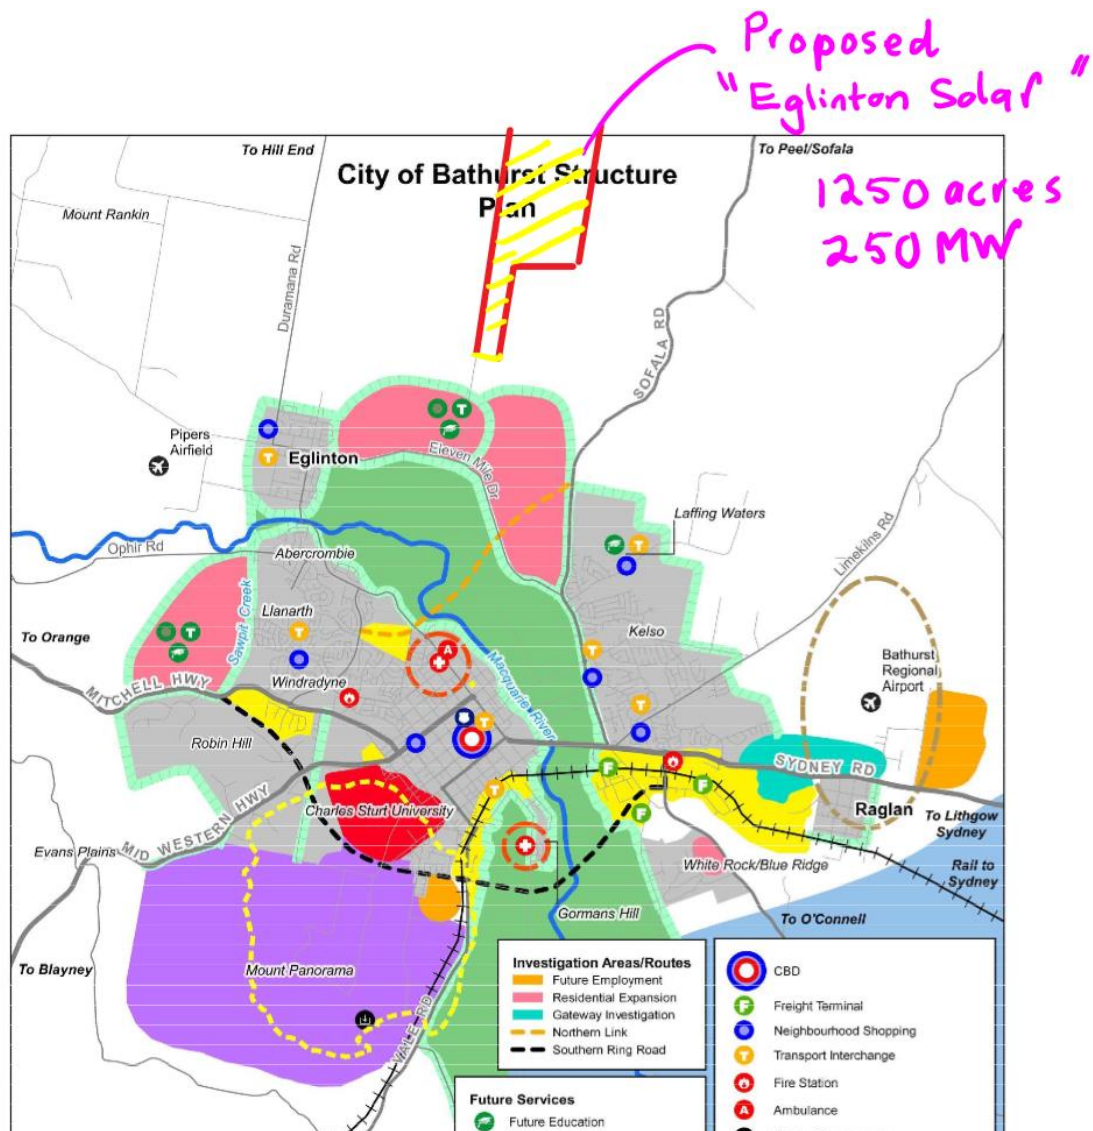 Proposed
"Eglinton Solar"
1250 acres
250 MW
To Hill End
City of Bathurst Structure
Plan
To Peel/Sofala
Mount Rankin
Duramana Rd
SOFALA RD
Pipers
Airfield
Eglinton
Eleven Mile Dr
Laffing Waters
Limekilns Rd
Ophir Rd
Abercrombie
Sawpit Creek
Llanarth
To Orange
Kelso
Macquarie River
Bathurst
Regional
Airport
MITCHELL HWY
Windradyne
Robin Hill
SYDNEY RD
Charles Sturt University
Raglan
To Lithgow
Sydney
Evans Plains
MID WESTERN HWY
White Rock/Blue Ridge
Rail to
Sydney
Gormans Hill
To O'Connell
To Blayney
Mount Panorama
VALE RD
Investigation Areas/Routes
Future Employment
Residential Expansion
Gateway Investigation
Northern Link
Southern Ring Road
Future Services
Future Education
CBD
F Freight Terminal
Neighbourhood Shopping
T Transport Interchange
Fire Station
A Ambulance